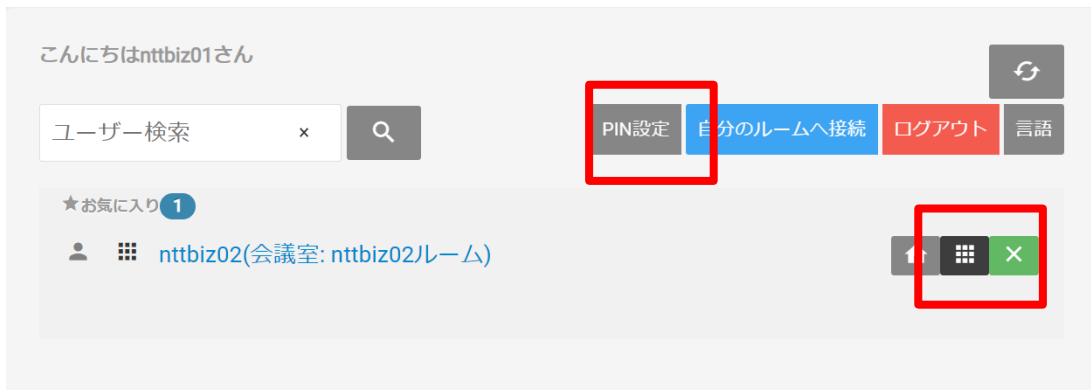 こんにちはnttbiz01さん
ユーザー検索 ×
PIN設定 自分のルームへ接続 ログアウト 言語
★お気に入り 1
nttbiz02(会議室: nttbiz02ルーム)